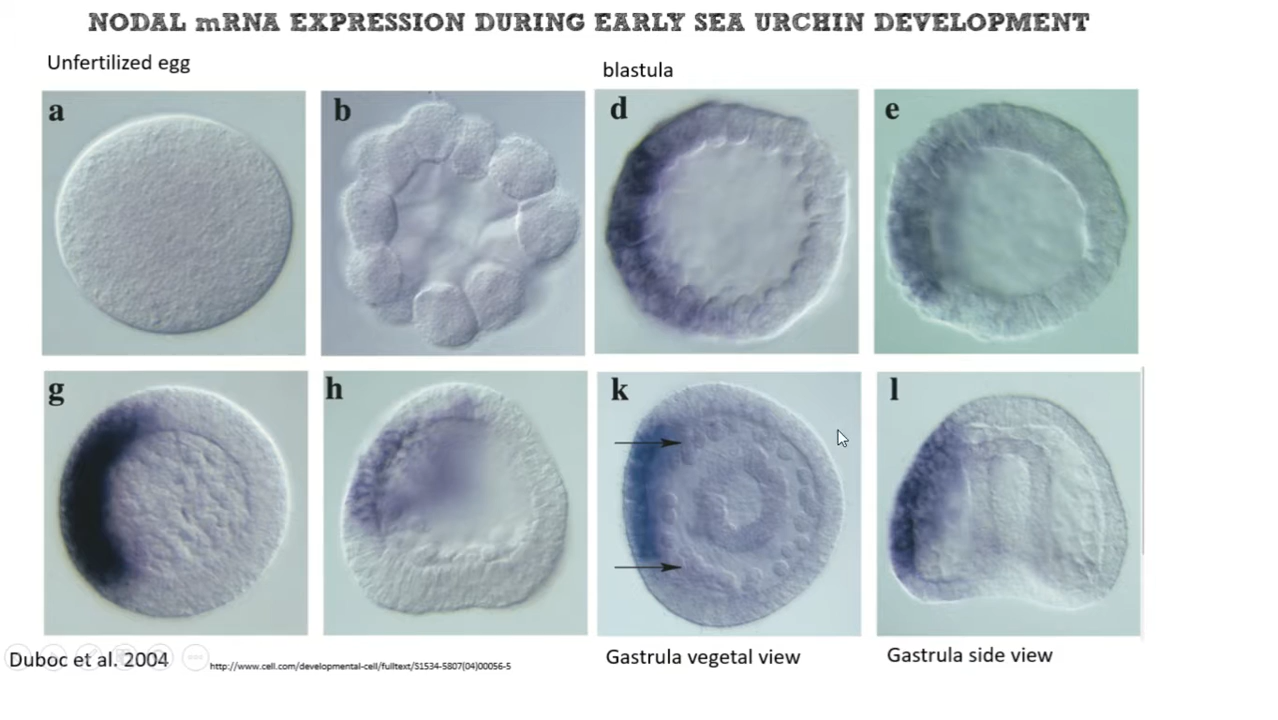 NODAL mRNA EXPRESSION DURING EARLY SEA URCHIN DEVELOPMENT
Unfertilized egg
blastula
a
b
d
e
g
h
k
l
Duboc et al. 2004
http://www.cell.com/developmental-cell/fulltext/S1534-5807(04)00056-5
Gastrula vegetal view
Gastrula side view